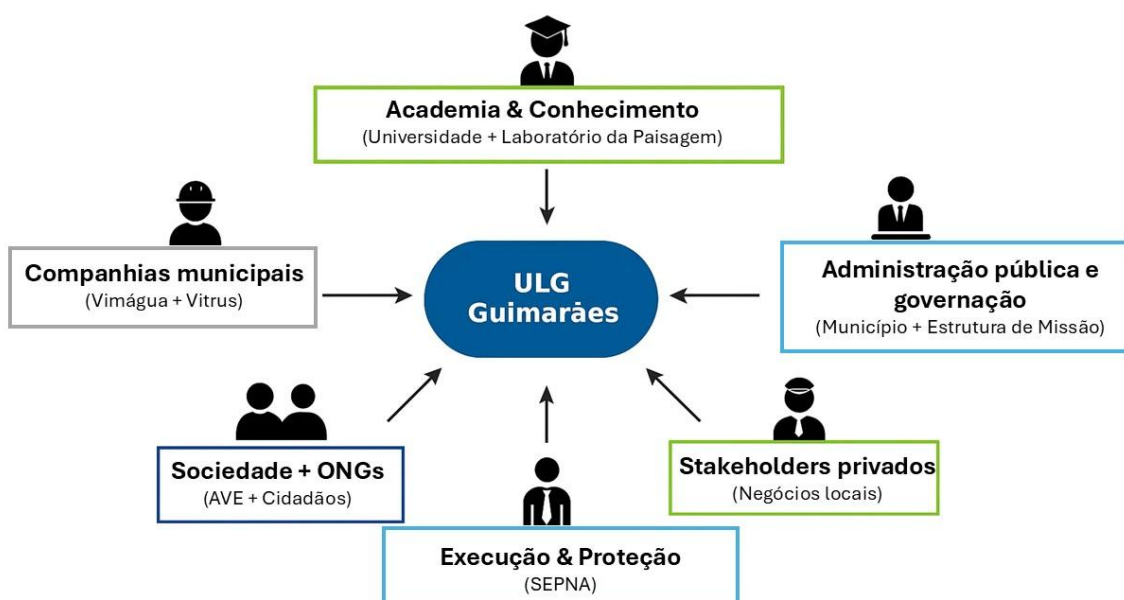 Academia & Conhecimento
(Universidade + Laboratório da Paisagem)
Companhias municipais
(Vimágua + Vitrus)
ULG
Guimarães
Administração pública e
governação
(Município + Estrutura de Missão)
Sociedade + ONGs
(AVE + Cidadãos)
Stakeholders privados
(Negócios locais)
Execução & Proteção
(SEPNA)